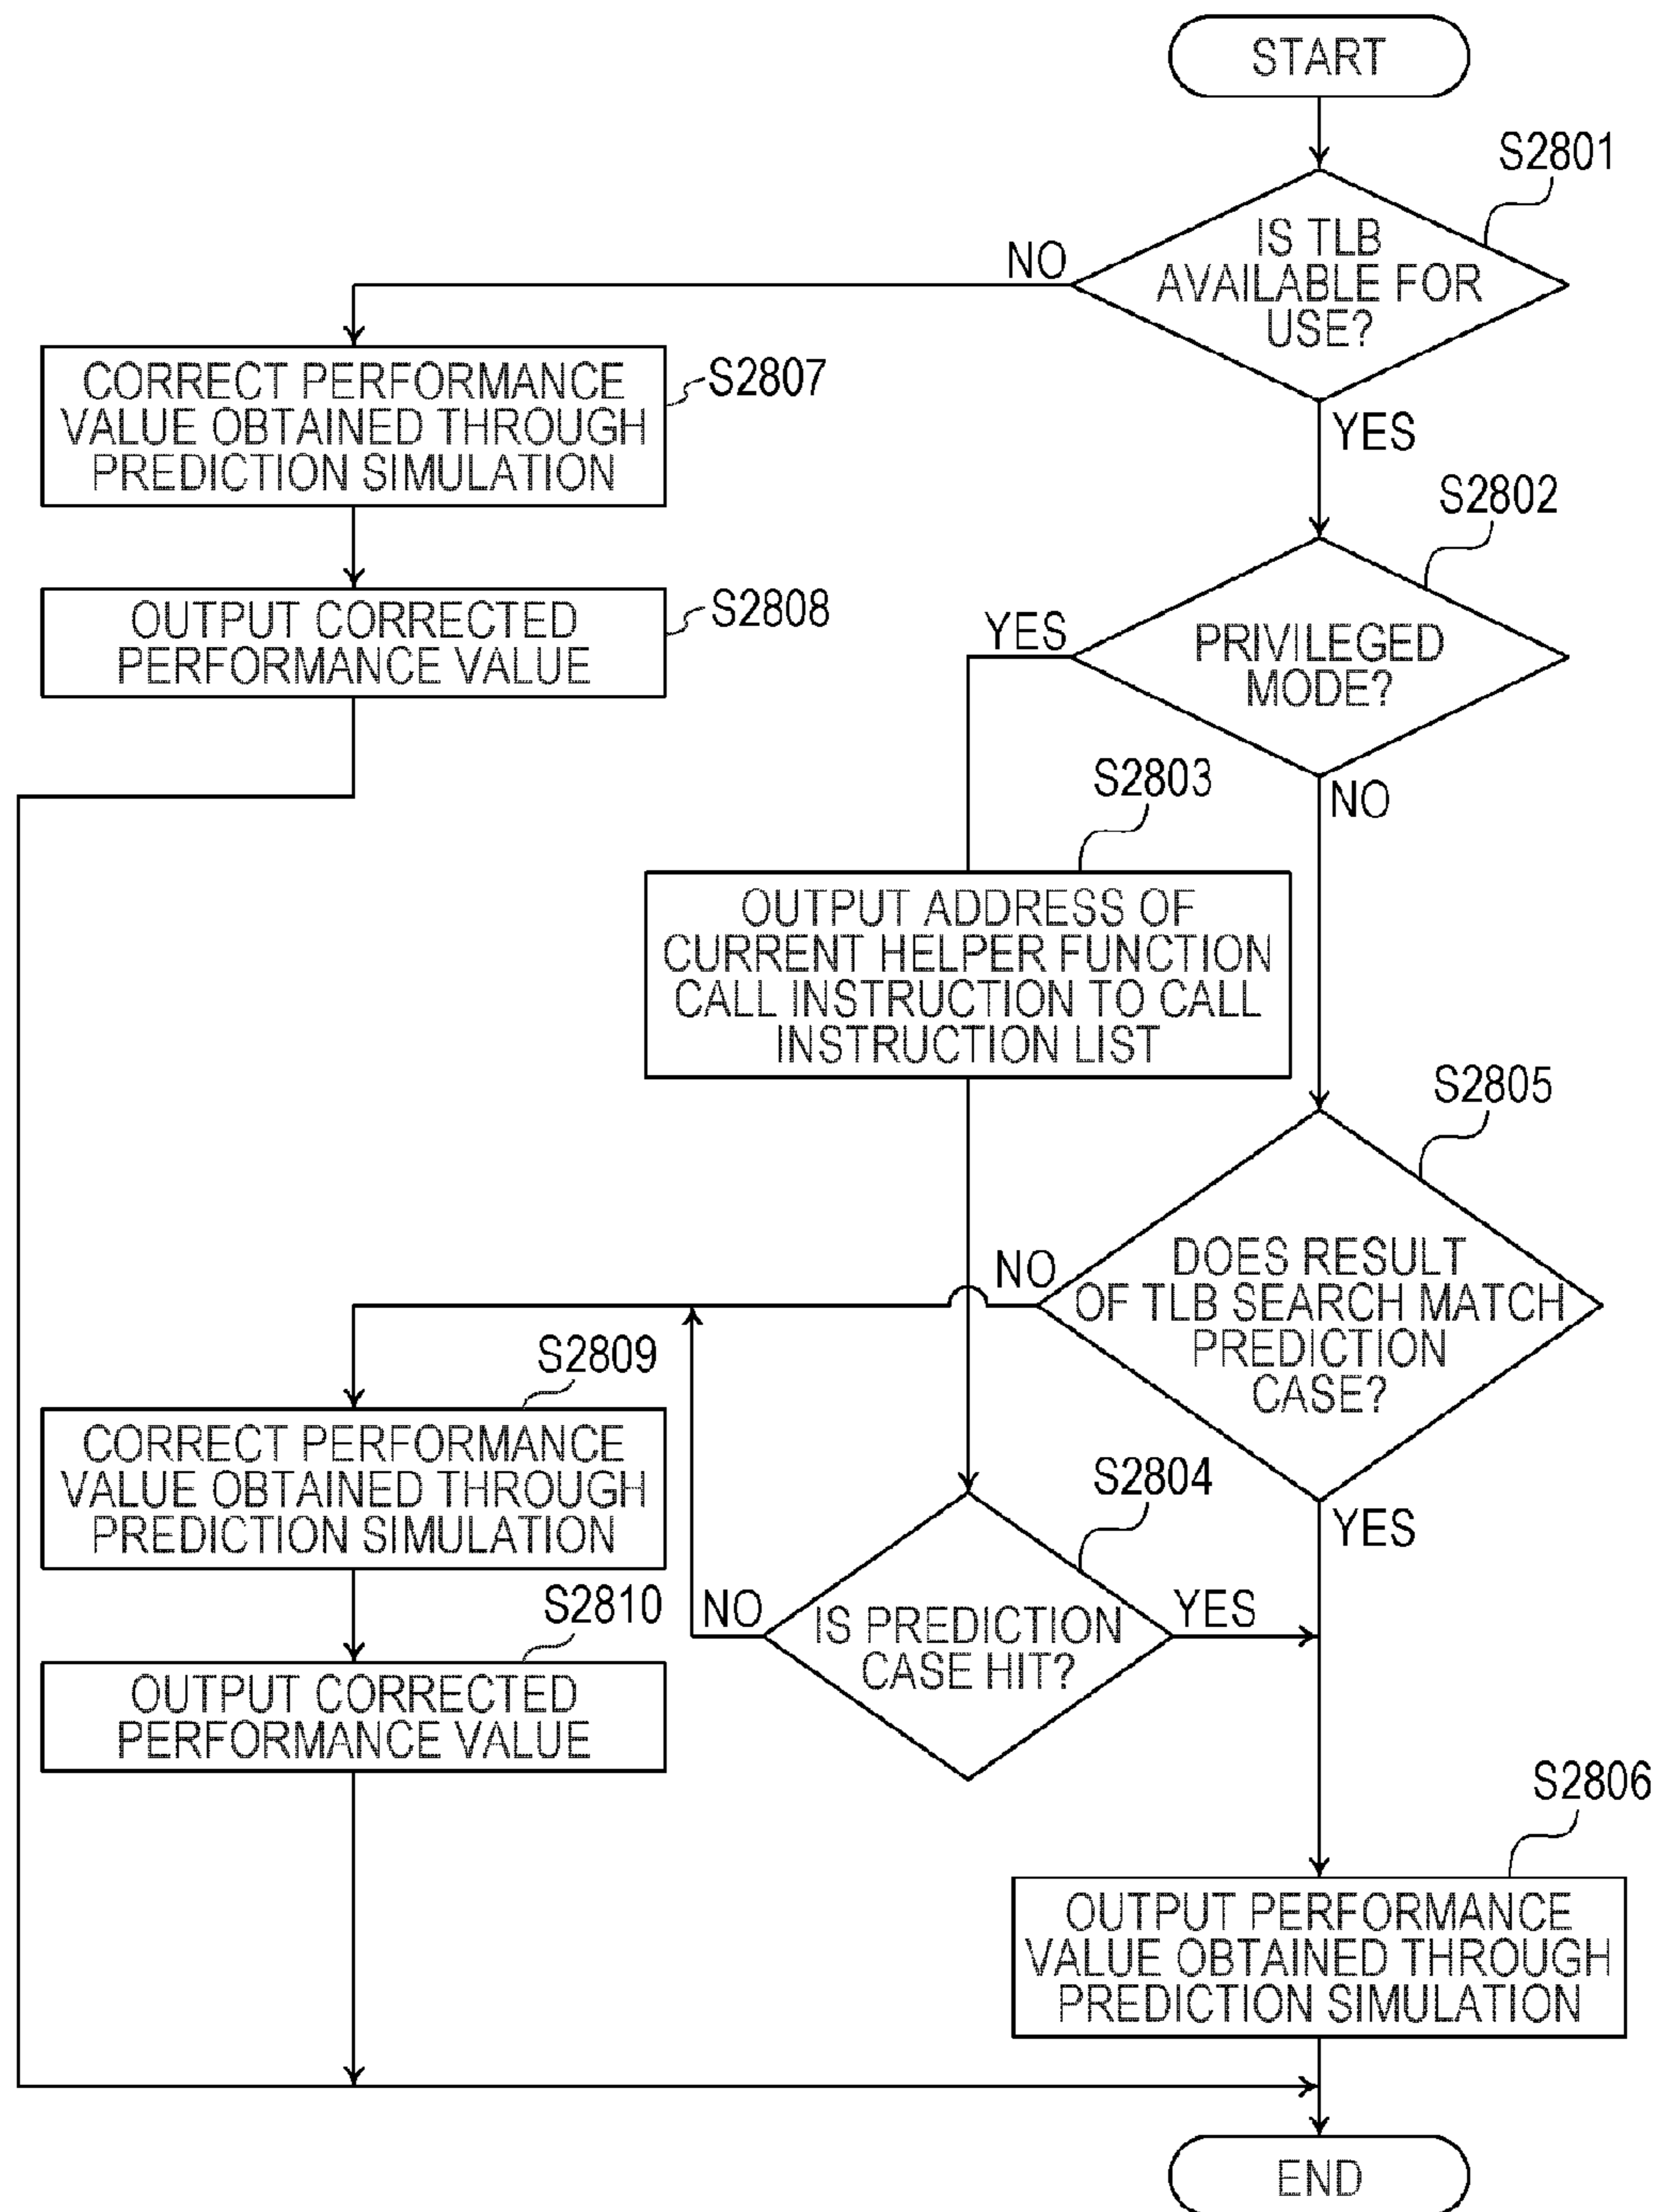 START
S2801
IS TLB
AVAILABLE FOR
USE?
NO
YES
S2807
CORRECT PERFORMANCE
VALUE OBTAINED THROUGH
PREDICTION SIMULATION
S2802
PRIVILEGED
MODE?
YES
NO
S2808
OUTPUT CORRECTED
PERFORMANCE VALUE
S2803
OUTPUT ADDRESS OF
CURRENT HELPER FUNCTION
CALL INSTRUCTION TO CALL
INSTRUCTION LIST
S2805
DOES RESULT
OF TLB SEARCH MATCH
PREDICTION
CASE?
NO
YES
S2809
CORRECT PERFORMANCE
VALUE OBTAINED THROUGH
PREDICTION SIMULATION
S2804
IS PREDICTION
CASE HIT?
NO
YES
S2810
OUTPUT CORRECTED
PERFORMANCE VALUE
S2806
OUTPUT PERFORMANCE
VALUE OBTAINED THROUGH
PREDICTION SIMULATION
END